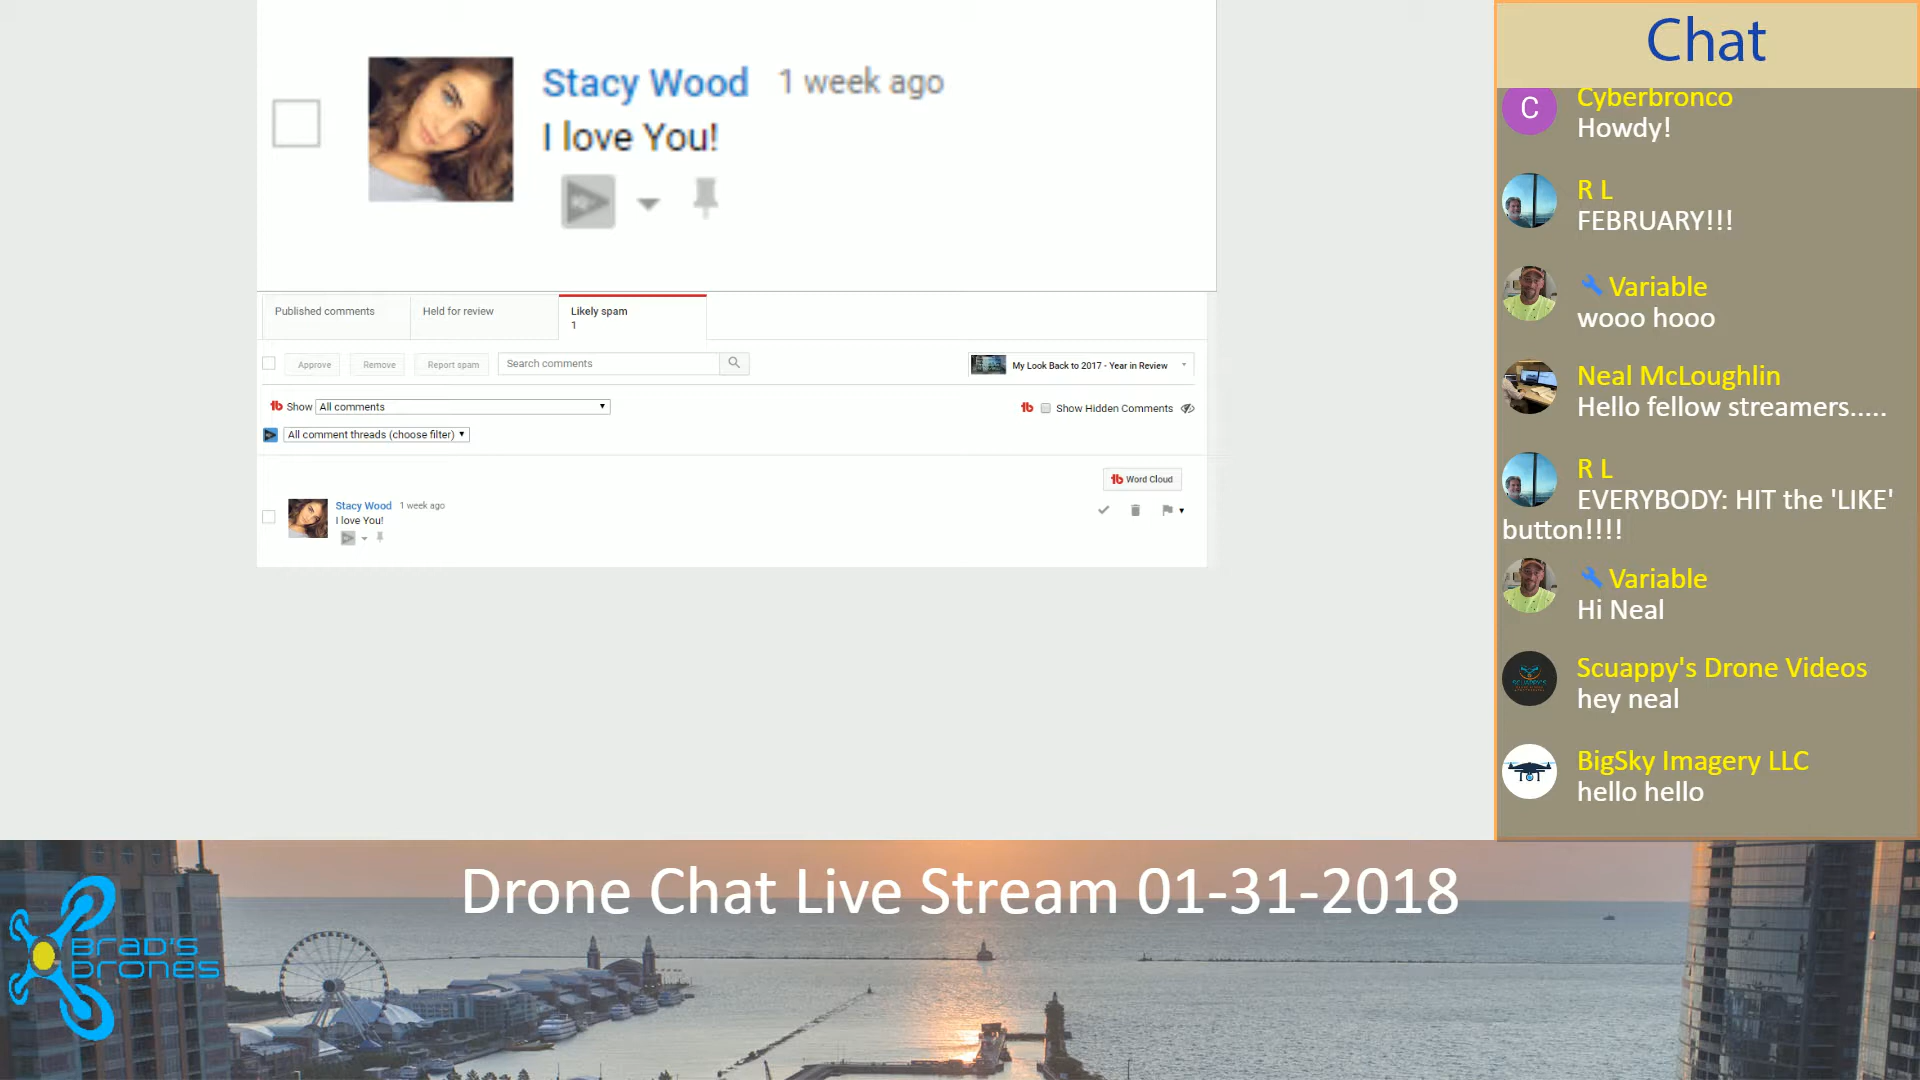 Stacy Wood 1 week ago
I love You!
Published comments
Held for review
Likely spam
1
Approve
Remove
Report spam
Search comments
My Look Back to 2017 - Year in Review
Show All comments
Show Hidden Comments
All comment threads (choose filter)
Word Cloud
Stacy Wood 1 week ago
I love You!
Chat
C
Cyberbronco
Howdy!
R L
FEBRUARY!!!
Variable
wooo hooo
Neal McLoughlin
Hello fellow streamers.....
R L
EVERYBODY: HIT the 'LIKE'
button!!!!
Variable
Hi Neal
Scuappy's Drone Videos
hey neal
BigSky Imagery LLC
hello hello
Drone Chat Live Stream 01-31-2018
BRAD'S
DRONES